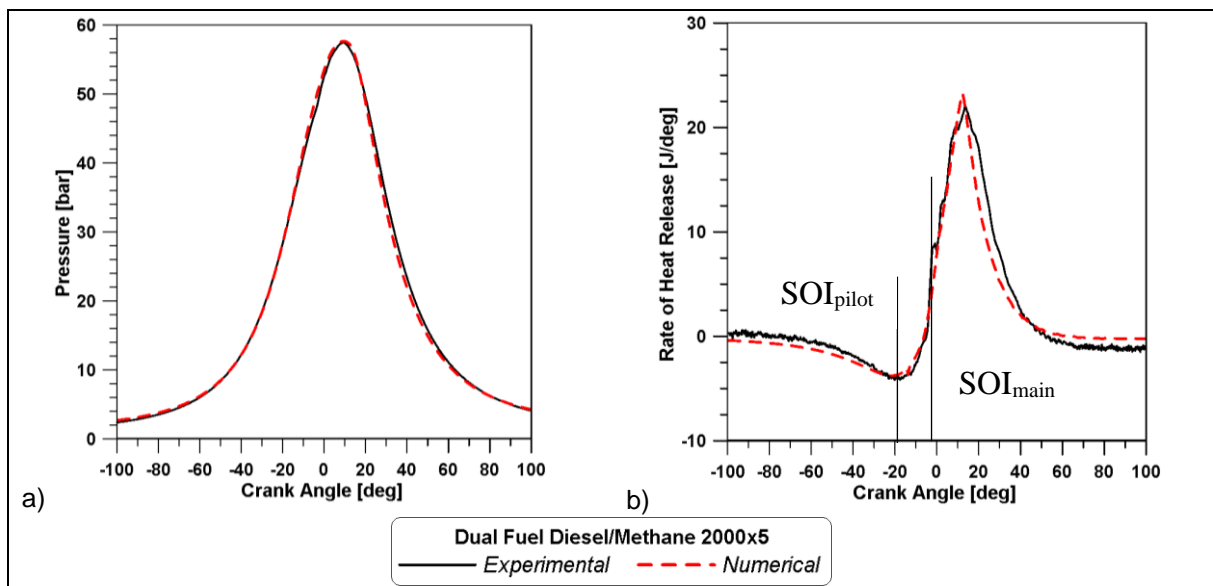 60
50
40
30
20
10
0
Pressure [bar]
-100 -80 -60 -40 -20 0 20 40 60 80 100
Crank Angle [deg]
a)
30
20
10
0
-10
Rate of Heat Release [J/deg]
SOIpilot
SOImain
-100 -80 -60 -40 -20 0 20 40 60 80 100
Crank Angle [deg]
b)
Dual Fuel Diesel/Methane 2000x5
Experimental Numerical